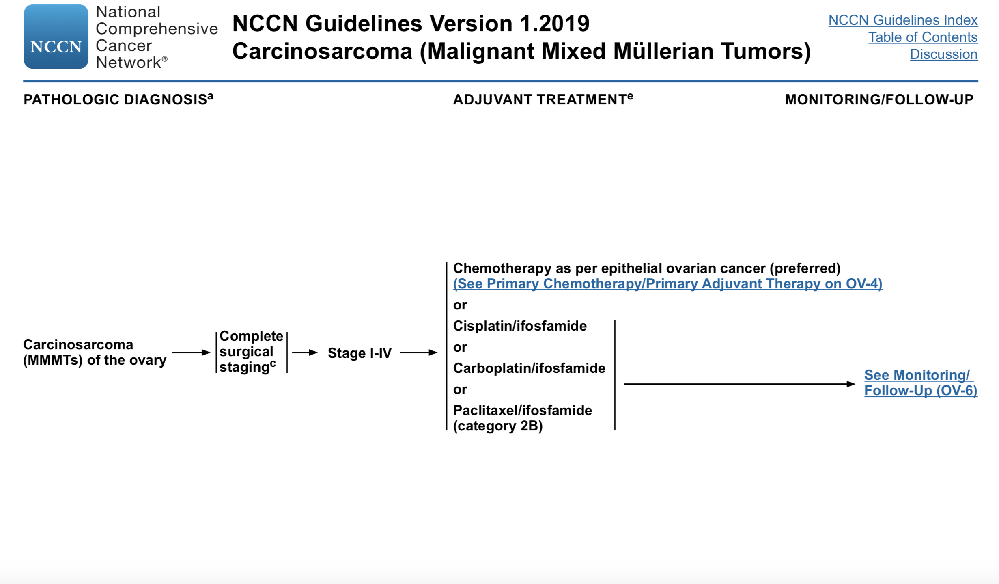 NCCN
National
Comprehensive
Cancer
Network®
NCCN Guidelines Version 1.2019
Carcinosarcoma (Malignant Mixed Müllerian Tumors)
NCCN Guidelines Index
Table of Contents
Discussion
PATHOLOGIC DIAGNOSISᵃ
ADJUVANT TREATMENTᵉ
MONITORING/FOLLOW-UP
Carcinosarcoma
(MMMTs) of the ovary
Complete
surgical
stagingᶜ
Stage I-IV
Chemotherapy as per epithelial ovarian cancer (preferred)
(See Primary Chemotherapy/Primary Adjuvant Therapy on OV-4)
or
Cisplatin/ifosfamide
or
Carboplatin/ifosfamide
or
Paclitaxel/ifosfamide
(category 2B)
See Monitoring/
Follow-Up (OV-6)